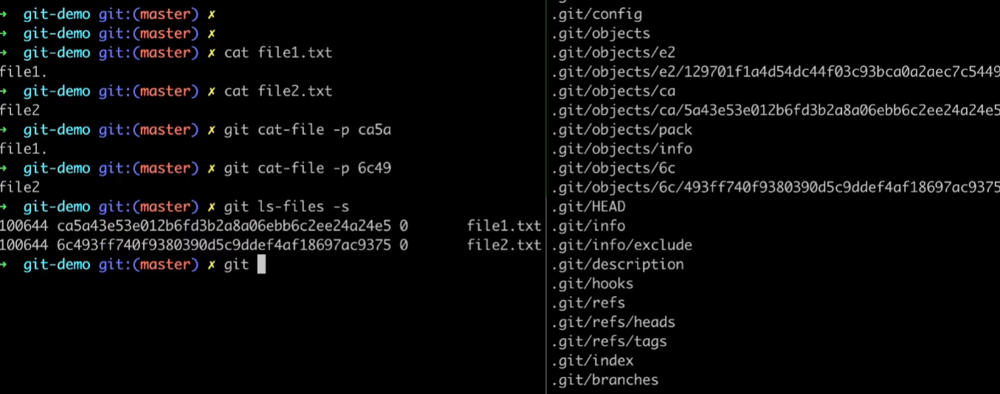 → git-demo git:(master) ✗
→ git-demo git:(master) ✗
→ git-demo git:(master) ✗ cat file1.txt
file1.
→ git-demo git:(master) ✗ cat file2.txt
file2
→ git-demo git:(master) ✗ git cat-file -p ca5a
file1.
→ git-demo git:(master) ✗ git cat-file -p 6c49
file2
→ git-demo git:(master) ✗ git ls-files -s
100644 ca5a43e53e012b6fd3b2a8a06ebb6c2ee24a24e5 0 file1.txt
100644 6c493ff740f9380390d5c9ddef4af18697ac9375 0 file2.txt
→ git-demo git:(master) ✗ git
.git/config
.git/objects
.git/objects/e2
.git/objects/e2/129701f1a4d54dc44f03c93bca0a2aec7c5449
.git/objects/ca
.git/objects/ca/5a43e53e012b6fd3b2a8a06ebb6c2ee24a24e5
.git/objects/pack
.git/objects/info
.git/objects/6c
.git/objects/6c/493ff740f9380390d5c9ddef4af18697ac9375
.git/HEAD
.git/info
.git/info/exclude
.git/description
.git/hooks
.git/refs
.git/refs/heads
.git/refs/tags
.git/index
.git/branches